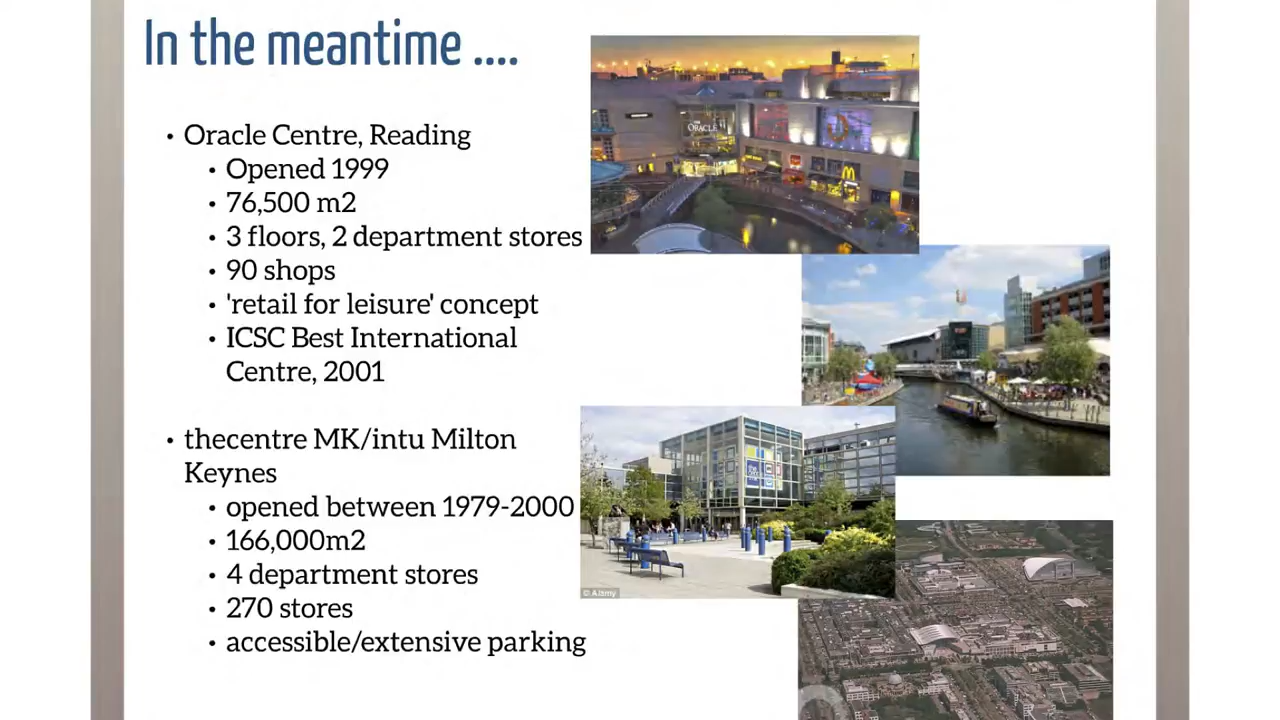 In the meantime ....
• Oracle Centre, Reading
• Opened 1999
• 76,500 m2
• 3 floors, 2 department stores
• 90 shops
• 'retail for leisure' concept
• ICSC Best International
Centre, 2001
• thecentre MK/intu Milton
Keynes
• opened between 1979-2000
• 166,000m2
• 4 department stores
• 270 stores
• accessible/extensive parking
ORACLE
© Alamy